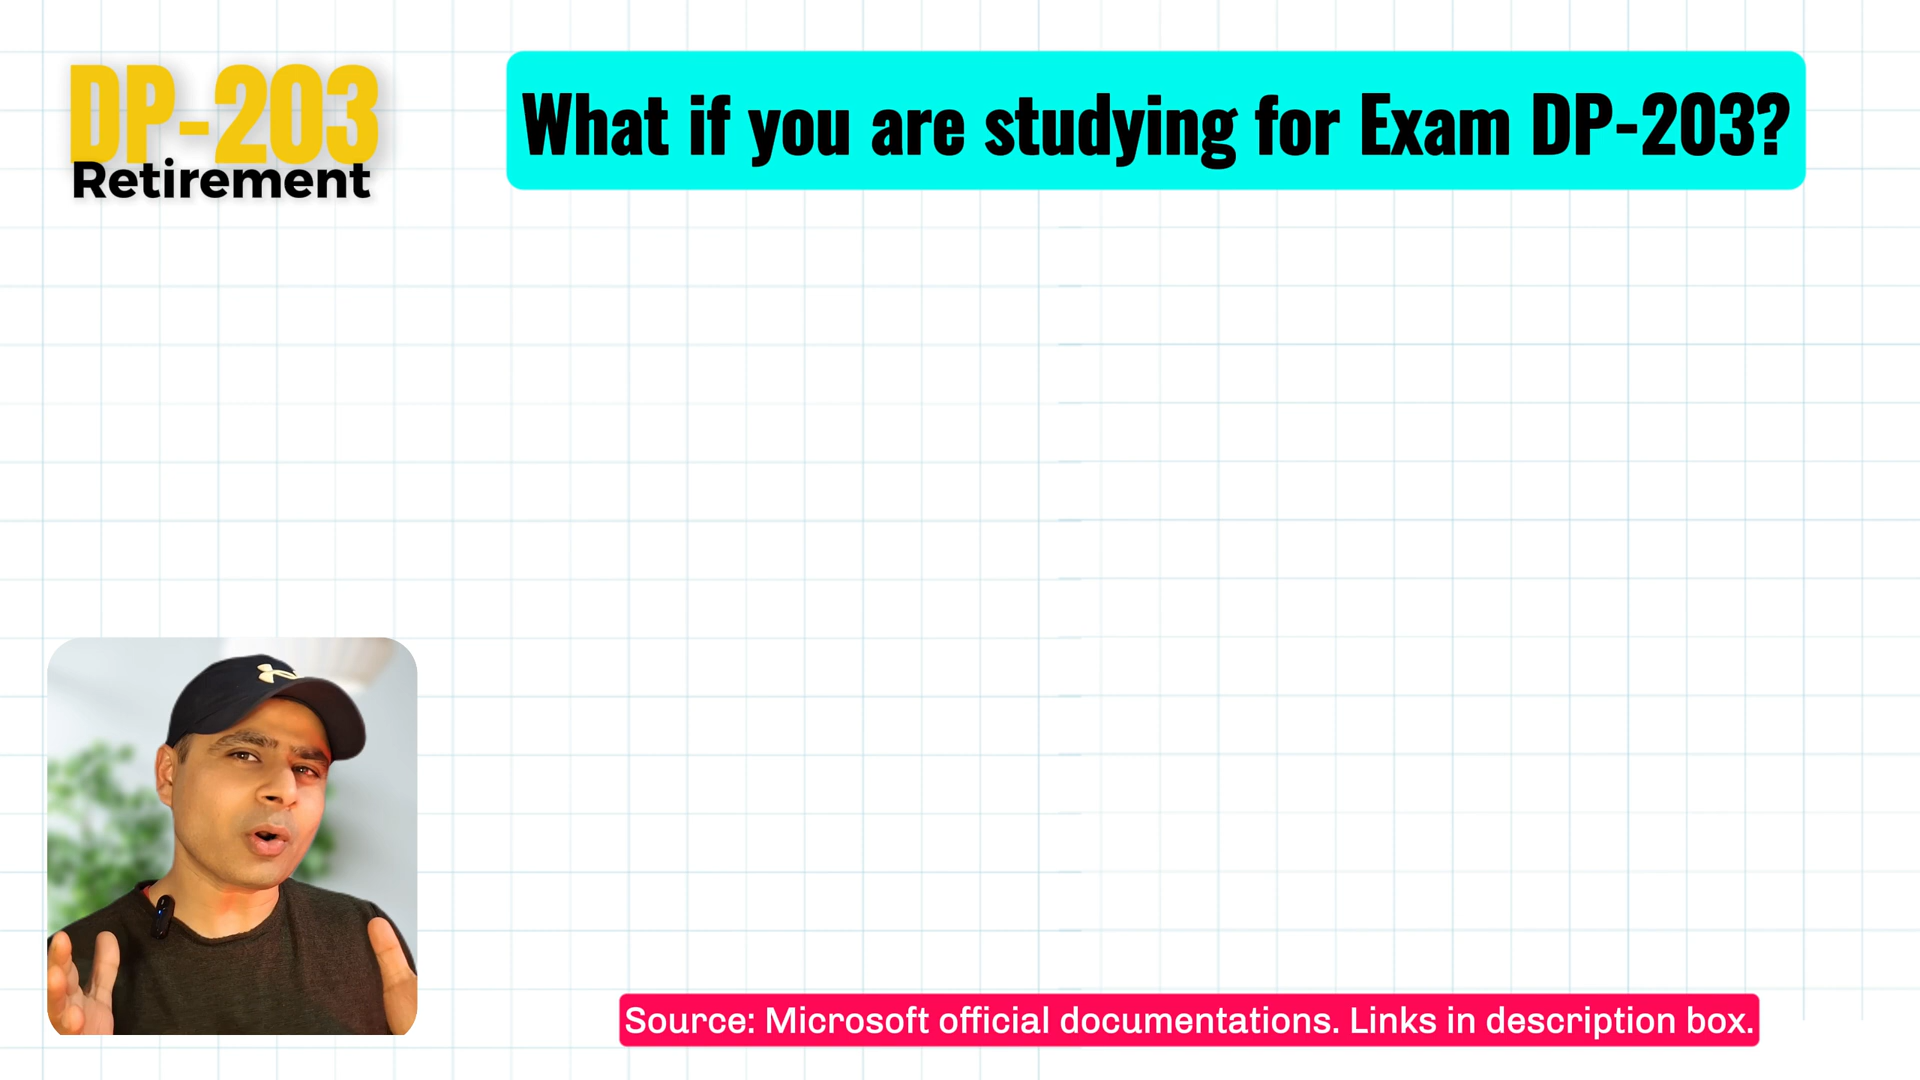 DP-203
Retirement
What if you are studying for Exam DP-203?
Source: Microsoft official documentations. Links in description box.